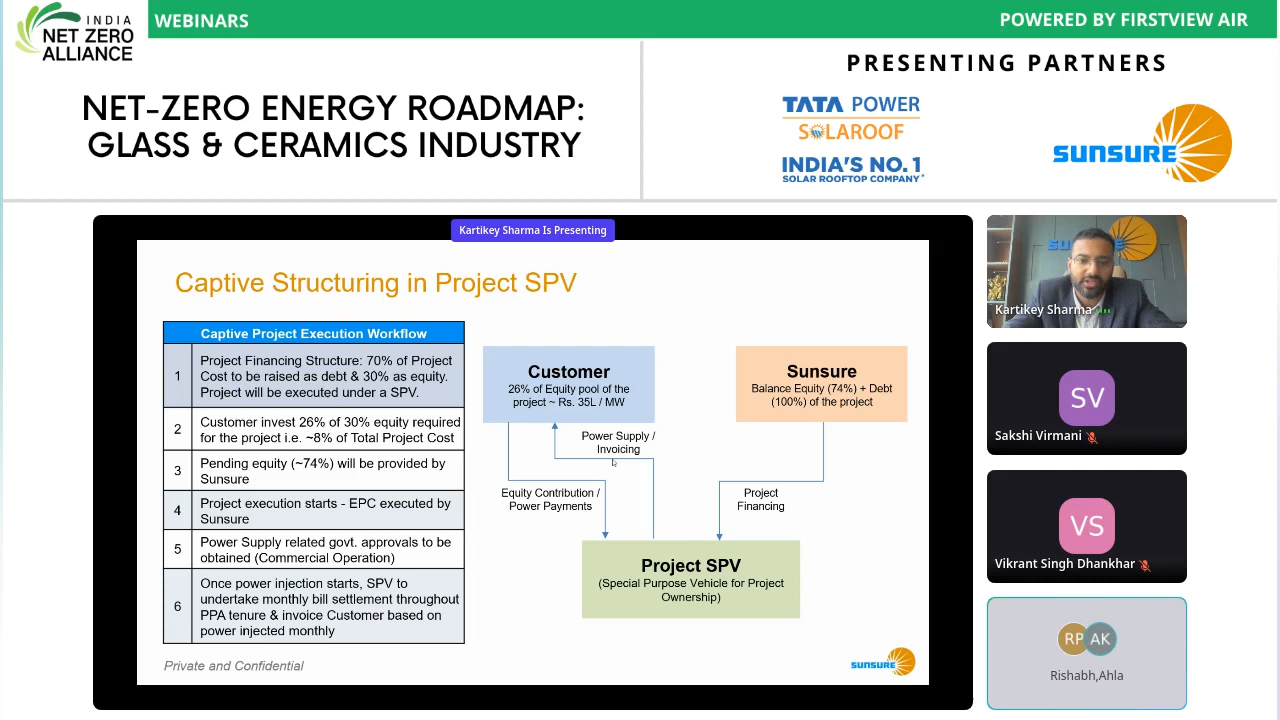 INDIA
NET ZERO
ALLIANCE
WEBINARS
POWERED BY FIRSTVIEW AIR
NET-ZERO ENERGY ROADMAP:
GLASS & CERAMICS INDUSTRY
PRESENTING PARTNERS
TATA POWER
SOLAROOF
INDIA'S NO. 1
SOLAR ROOFTOP COMPANY*
SUNSURE
Kartikey Sharma Is Presenting
Captive Structuring in Project SPV
Captive Project Execution Workflow
1
Project Financing Structure: 70% of Project
Cost to be raised as debt & 30% as equity.
Project will be executed under a SPV.
2
Customer invest 26% of 30% equity required
for the project i.e. ~8% of Total Project Cost
3
Pending equity (~74%) will be provided by
Sunsure
4
Project execution starts - EPC executed by
Sunsure
5
Power Supply related govt. approvals to be
obtained (Commercial Operation)
6
Once power injection starts, SPV to
undertake monthly bill settlement throughout
PPA tenure & invoice Customer based on
power injected monthly
Customer
26% of Equity pool of the
project ~ Rs. 35L / MW
Sunsure
Balance Equity (74%) + Debt
(100%) of the project
Power Supply /
Invoicing
Equity Contribution /
Power Payments
Project
Financing
Project SPV
(Special Purpose Vehicle for Project
Ownership)
Private and Confidential
SUNSURE
Kartikey Sharma
SV
Sakshi Virmani
VS
Vikrant Singh Dhankhar
RP
AK
Rishabh,Ahla